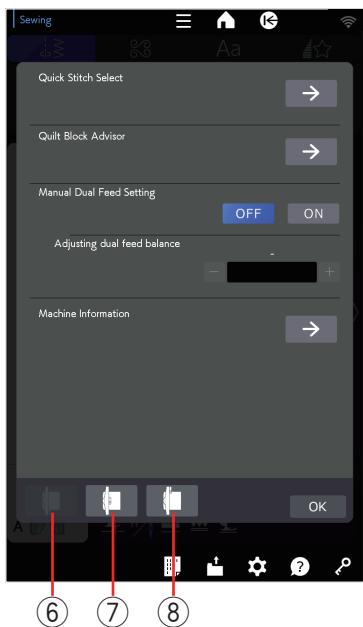 Sewing
Aa
Quick Stitch Select
Quilt Block Advisor
Manual Dual Feed Setting
OFF ON
Adjusting dual feed balance
-
− +
Machine Information
OK
A
?
⑥ ⑦ ⑧